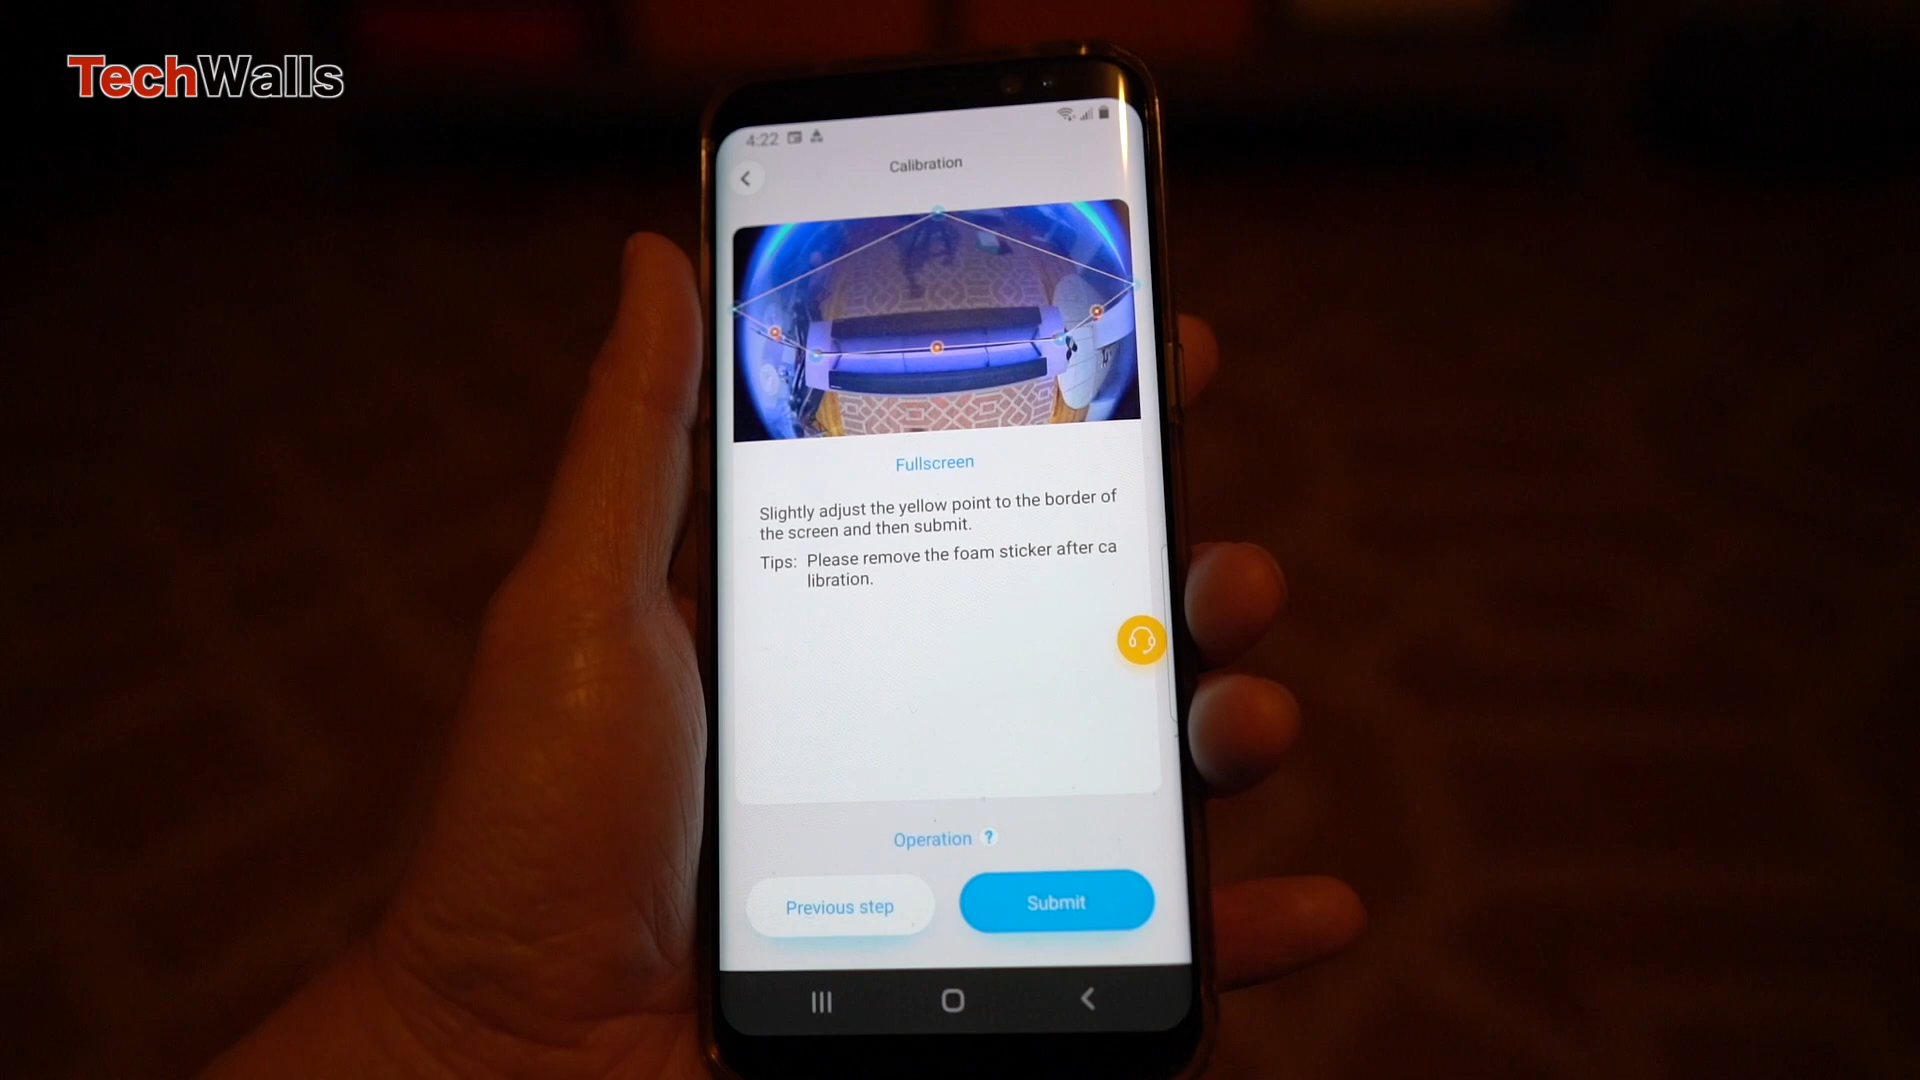 TechWalls
4:22
Calibration
Fullscreen
Slightly adjust the yellow point to the border of
the screen and then submit.
Tips: Please remove the foam sticker after ca
libration.
Operation ?
Previous step
Submit